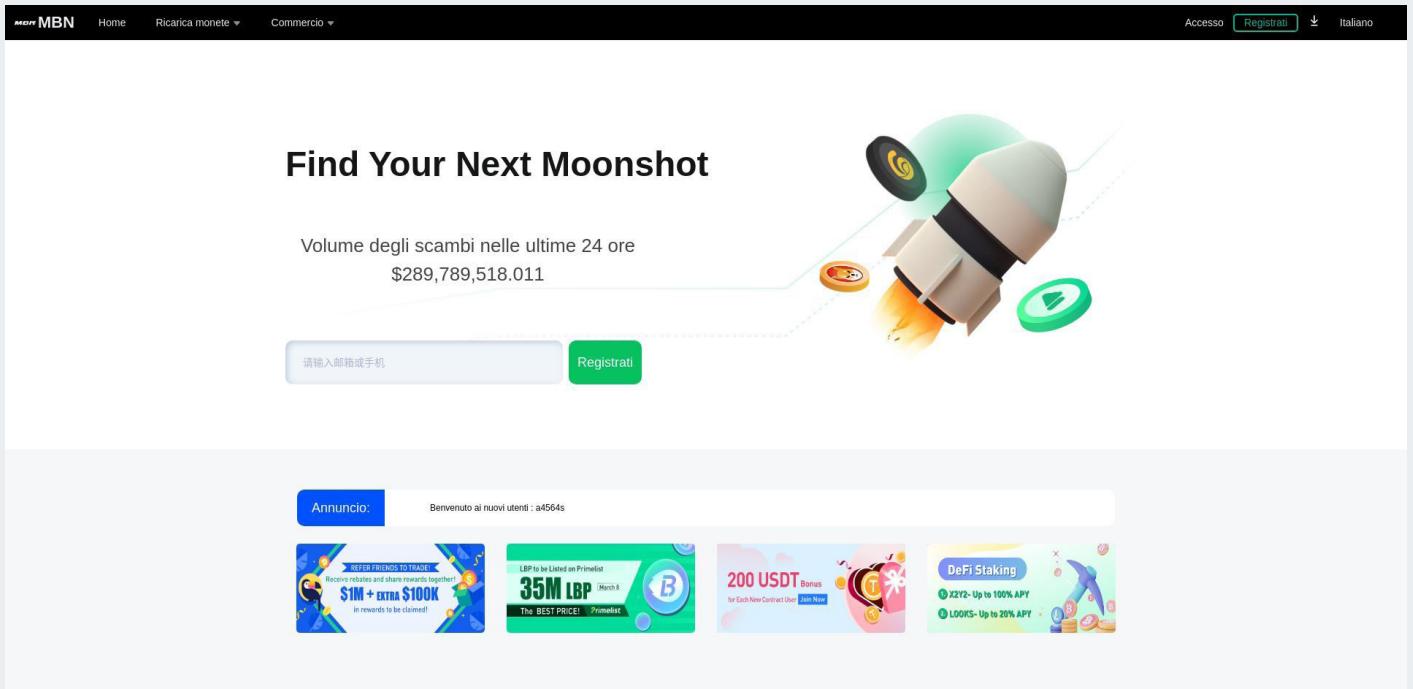 MBN
Home
Ricarica monete
Commercio
Accesso
Registrati
Italiano
Find Your Next Moonshot
Volume degli scambi nelle ultime 24 ore
$289,789,518.011
请输入邮箱或手机
Registrati
Annuncio:
Benvenuto ai nuovi utenti : a4564s
REFER FRIENDS TO TRADE!
Receive rebates and share rewards together!
$1M + EXTRA $100K
in rewards to be claimed!
LBP to be Listed on Primelist
35M LBP
March 8
The BEST PRICE! Primelist
200 USDT Bonus
for Each New Contract User Join Now
DeFi Staking
X2Y2- Up to 100% APY
LOOKS- Up to 20% APY